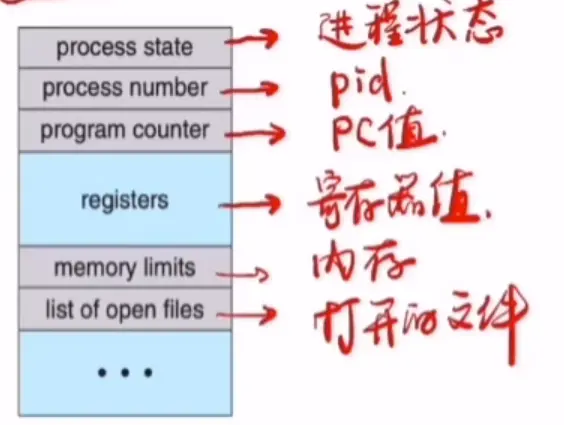 process state 进程状态
process number pid.
program counter PC值.
registers 寄存器值.
memory limits 内存
list of open files 打开的文件
• • •